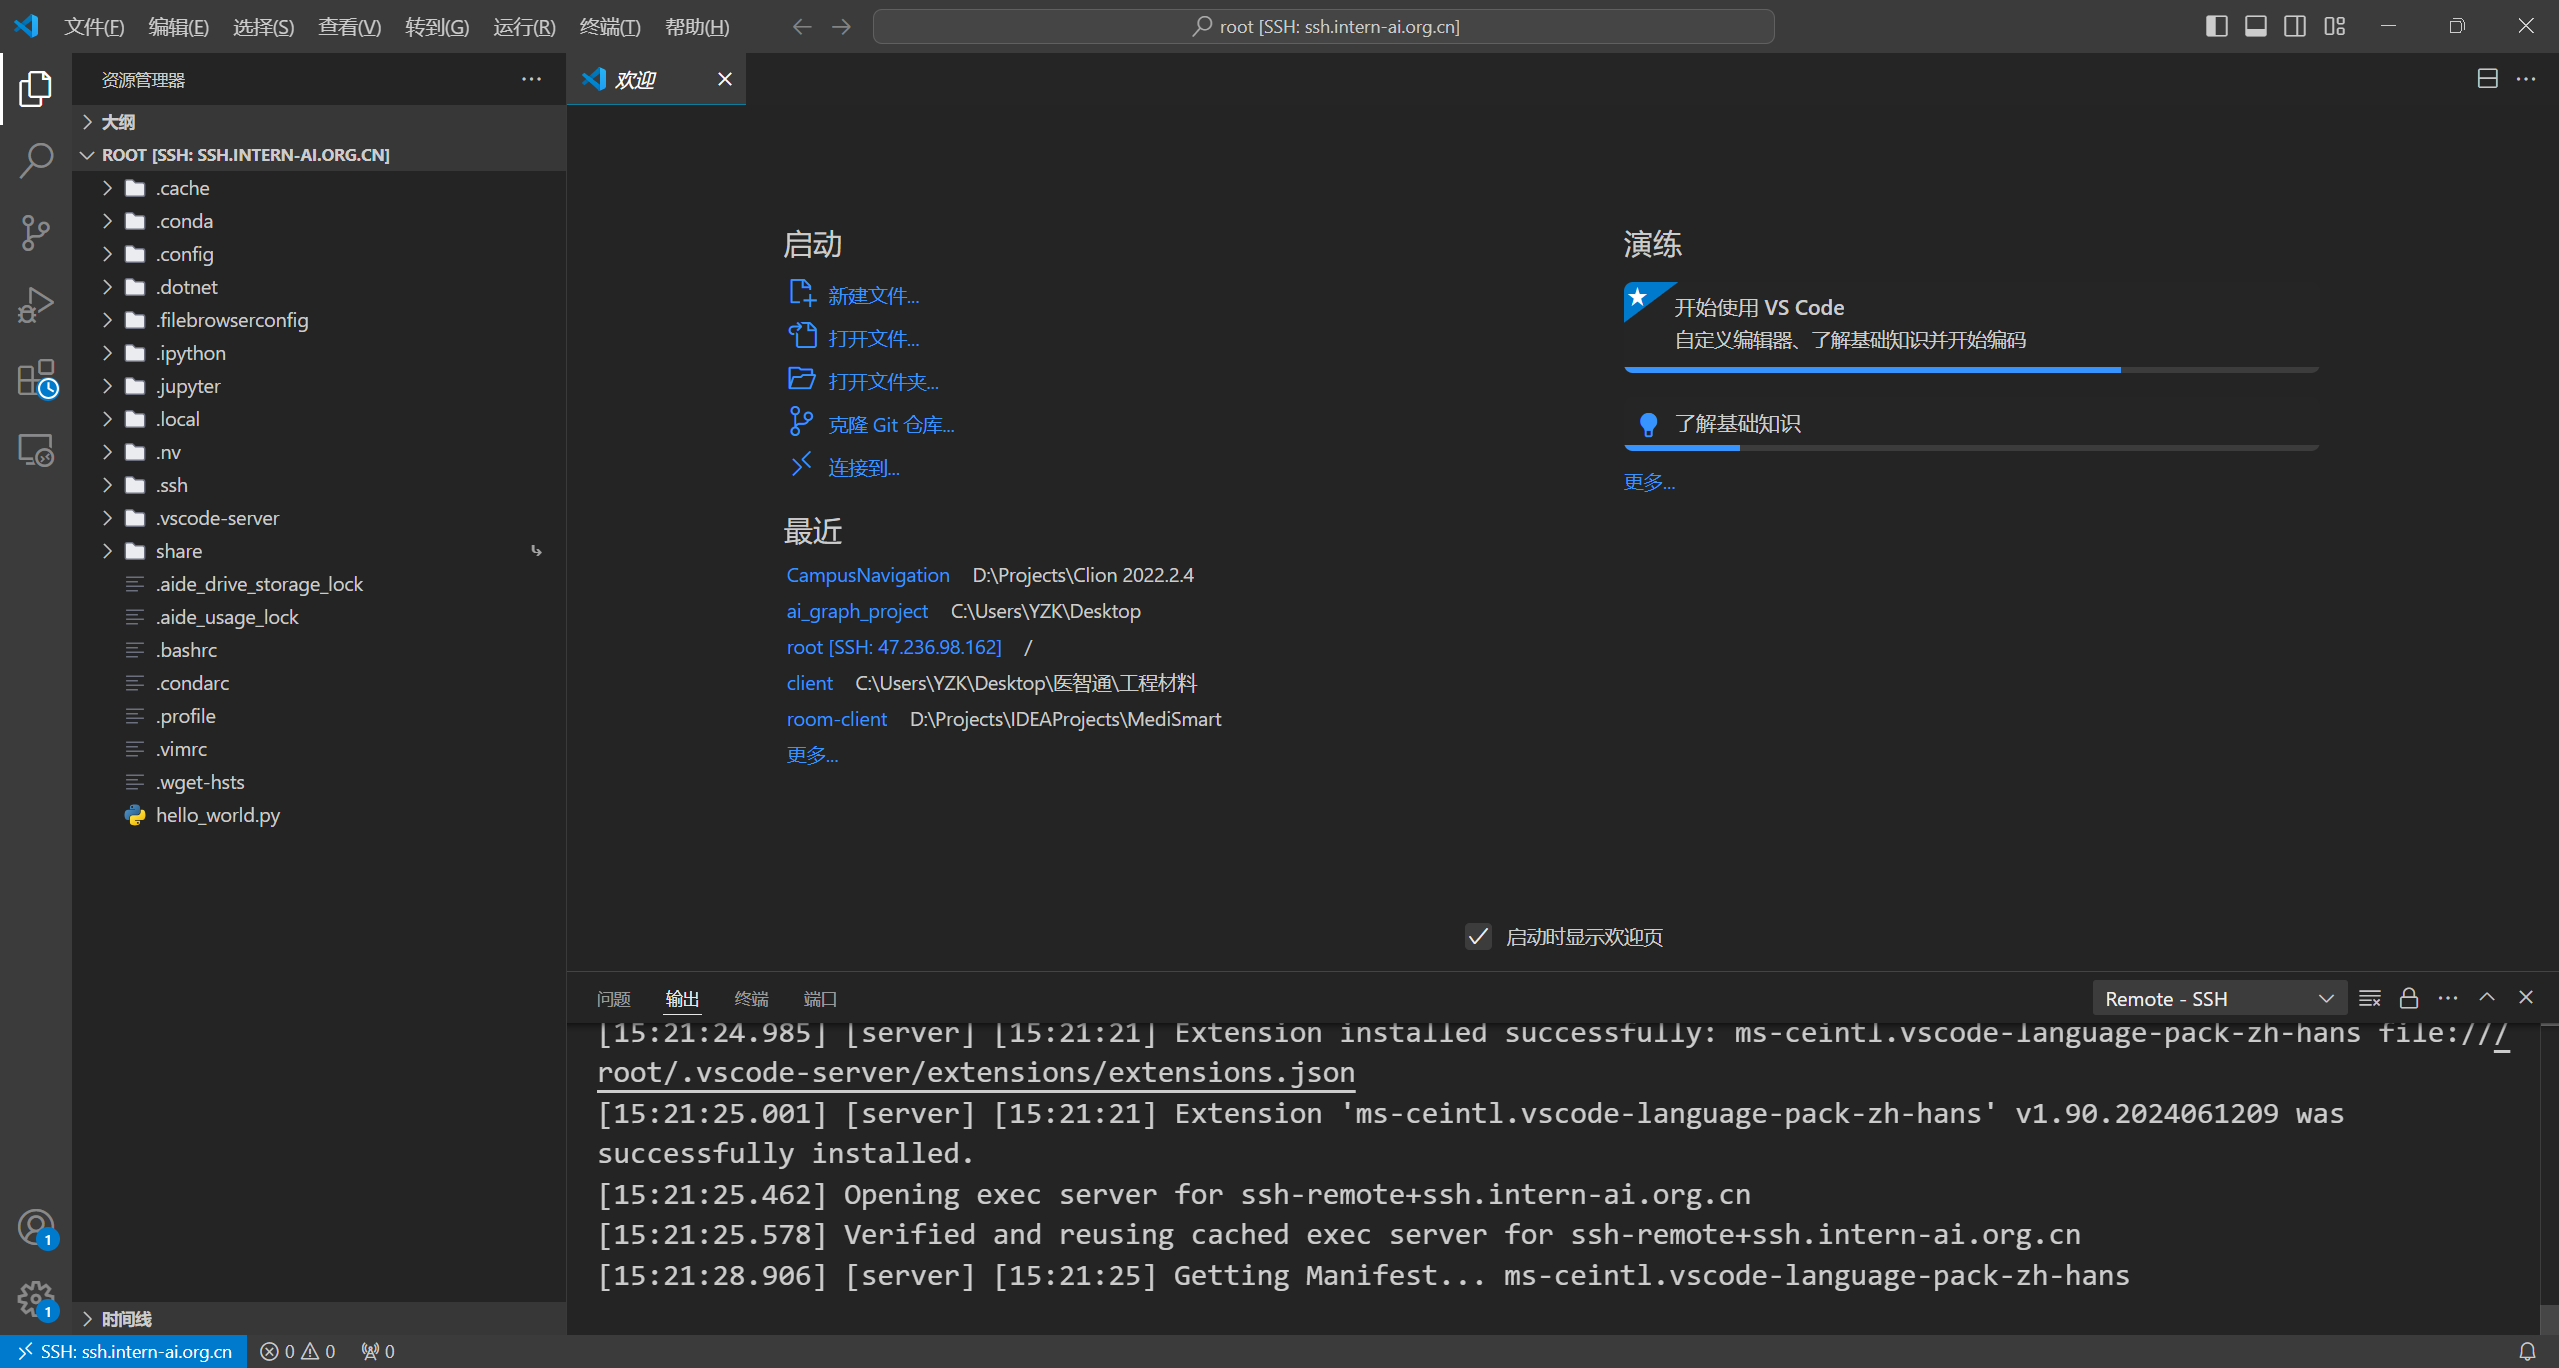 文件(F) 编辑(E) 选择(S) 查看(V) 转到(G) 运行(R) 终端(T) 帮助(H)
root [SSH: ssh.intern-ai.org.cn]
资源管理器
大纲
ROOT [SSH: SSH.INTERN-AI.ORG.CN]
.cache
.conda
.config
.dotnet
.filebrowserconfig
.ipython
.jupyter
.local
.nv
.ssh
.vscode-server
share
.aide_drive_storage_lock
.aide_usage_lock
.bashrc
.condarc
.profile
.vimrc
.wget-hsts
hello_world.py
时间线
欢迎
启动
新建文件...
打开文件...
打开文件夹...
克隆 Git 仓库...
连接到...
最近
CampusNavigation D:\Projects\Clion 2022.2.4
ai_graph_project C:\Users\YZK\Desktop
root [SSH: 47.236.98.162] /
client C:\Users\YZK\Desktop\医智通\工程材料
room-client D:\Projects\IDEAProjects\MediSmart
更多...
演练
开始使用 VS Code
自定义编辑器、了解基础知识并开始编码
了解基础知识
更多...
启动时显示欢迎页
问题 输出 终端 端口
Remote - SSH
[15:21:24.985] [server] [15:21:21] Extension installed successfully: ms-ceintl.vscode-language-pack-zh-hans file:///
root/.vscode-server/extensions/extensions.json
[15:21:25.001] [server] [15:21:21] Extension 'ms-ceintl.vscode-language-pack-zh-hans' v1.90.2024061209 was
successfully installed.
[15:21:25.462] Opening exec server for ssh-remote+ssh.intern-ai.org.cn
[15:21:25.578] Verified and reusing cached exec server for ssh-remote+ssh.intern-ai.org.cn
[15:21:28.906] [server] [15:21:25] Getting Manifest... ms-ceintl.vscode-language-pack-zh-hans
1
1
SSH: ssh.intern-ai.org.cn 0 0 0